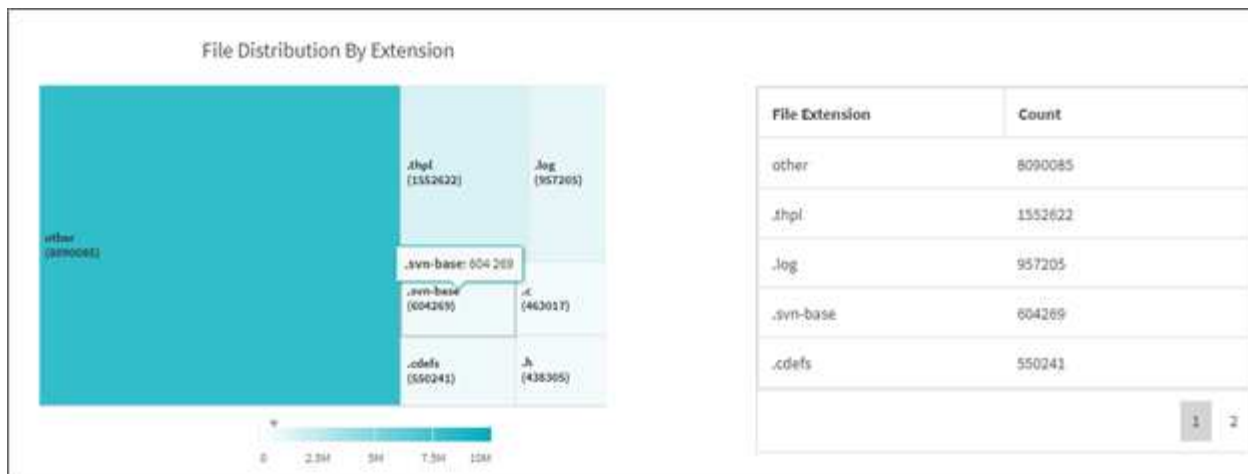 File Distribution By Extension
other
(8090085)
.thpl
(1552622)
.log
(957205)
.svn-base: 604 269
.svn-base
(604269)
.c
(463017)
.cdefs
(550241)
.h
(438305)
0 2.5M 5M 7.5M 10M
File Extension Count
other 8090085
.thpl 1552622
.log 957205
.svn-base 604269
.cdefs 550241
1 2